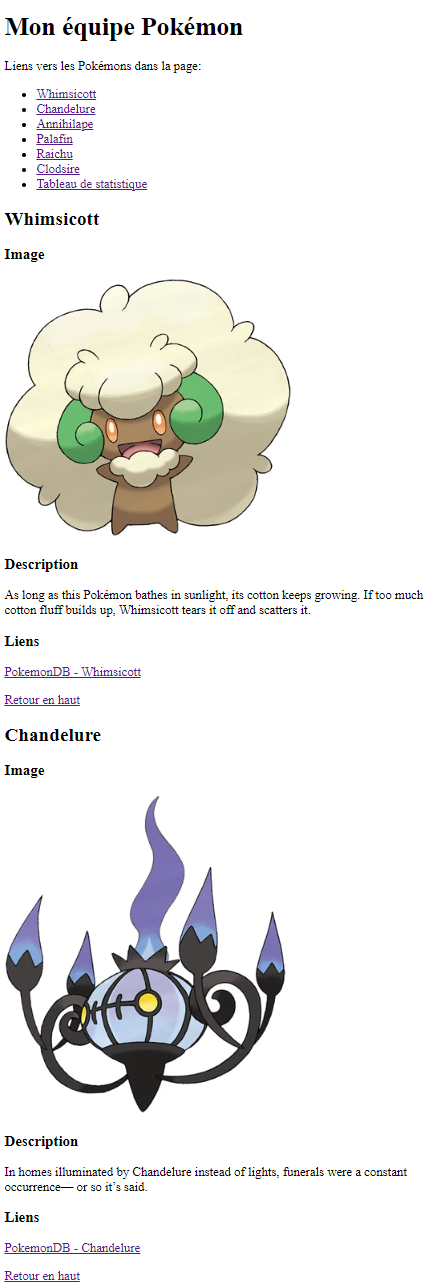 Mon équipe Pokémon
Liens vers les Pokémons dans la page:
Whimsicott
Chandelure
Annihilape
Palafin
Raichu
Clodsire
Tableau de statistique
Whimsicott
Image
Description
As long as this Pokémon bathes in sunlight, its cotton keeps growing. If too much
cotton fluff builds up, Whimsicott tears it off and scatters it.
Liens
PokemonDB - Whimsicott
Retour en haut
Chandelure
Image
Description
In homes illuminated by Chandelure instead of lights, funerals were a constant
occurrence— or so it’s said.
Liens
PokemonDB - Chandelure
Retour en haut